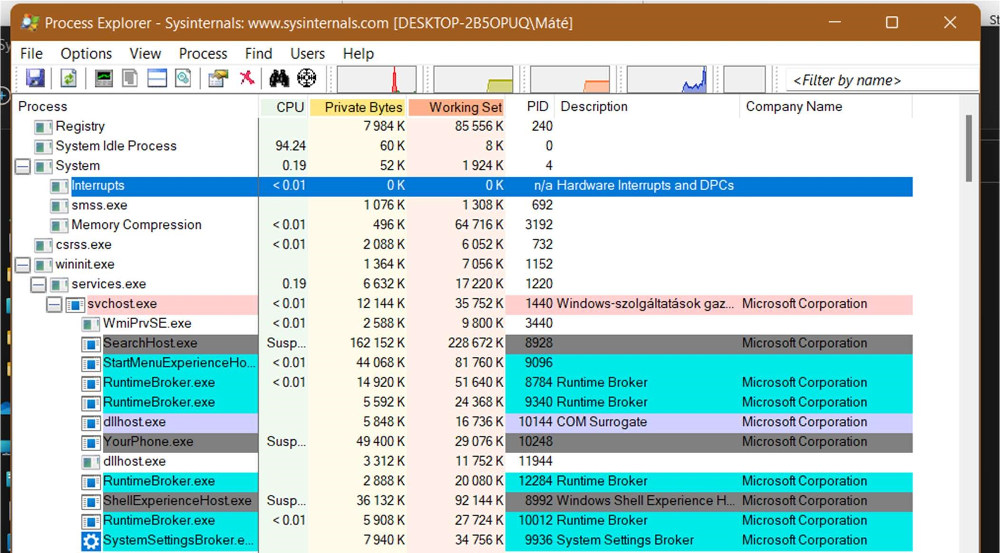 St
Process Explorer - Sysinternals: www.sysinternals.com [DESKTOP-2B5OPUQ\Máté]
Sy
File Options View Process Find Users Help
<Filter by name>
Process CPU Private Bytes Working Set PID Description Company Name
Registry 7 984 K 85 556 K 240
System Idle Process 94.24 60 K 8 K 0
System 0.19 52 K 1 924 K 4
Interrupts < 0.01 0 K 0 K n/a Hardware Interrupts and DPCs
smss.exe 1 076 K 1 308 K 692
Memory Compression < 0.01 496 K 64 716 K 3192
csrss.exe < 0.01 2 088 K 6 052 K 732
wininit.exe 1 364 K 7 056 K 1152
services.exe 0.19 6 632 K 17 220 K 1220
svchost.exe < 0.01 12 144 K 35 752 K 1440 Windows-szolgáltatások gaz... Microsoft Corporation
WmiPrvSE.exe < 0.01 2 588 K 9 800 K 3440
SearchHost.exe Susp... 162 152 K 228 672 K 8928 Microsoft Corporation
StartMenuExperienceHo... < 0.01 44 068 K 81 760 K 9096
RuntimeBroker.exe < 0.01 14 920 K 51 640 K 8784 Runtime Broker Microsoft Corporation
RuntimeBroker.exe 5 592 K 24 368 K 9340 Runtime Broker Microsoft Corporation
dllhost.exe 5 848 K 16 736 K 10144 COM Surrogate Microsoft Corporation
YourPhone.exe Susp... 49 400 K 29 076 K 10248 Microsoft Corporation
dllhost.exe 3 312 K 11 752 K 11944
RuntimeBroker.exe 2 888 K 20 080 K 12284 Runtime Broker Microsoft Corporation
ShellExperienceHost.exe Susp... 36 132 K 92 144 K 8992 Windows Shell Experience H... Microsoft Corporation
RuntimeBroker.exe < 0.01 5 908 K 27 724 K 10012 Runtime Broker Microsoft Corporation
SystemSettingsBroker.e... 7 940 K 34 756 K 9936 System Settings Broker Microsoft Corporation